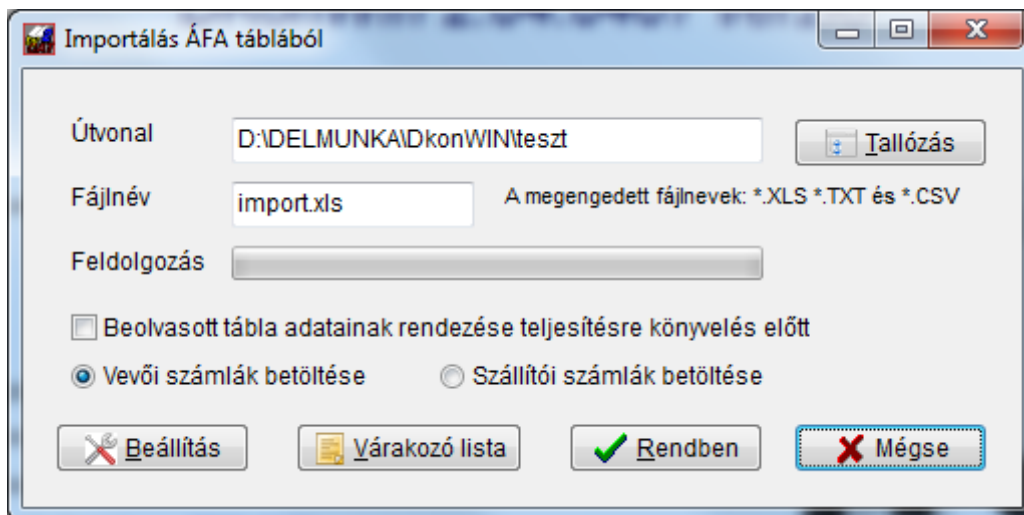 Importálás ÁFA táblából
Útvonal
D:\DELMUNKA\DkonWIN\teszt
Tallózás
Fájlnév
import.xls
A megengedett fájlnevek: *.XLS *.TXT és *.CSV
Feldolgozás
Beolvasott tábla adatainak rendezése teljesítésre könyvelés előtt
Vevői számlák betöltése
Szállítói számlák betöltése
Beállítás
Várakozó lista
Rendben
Mégse